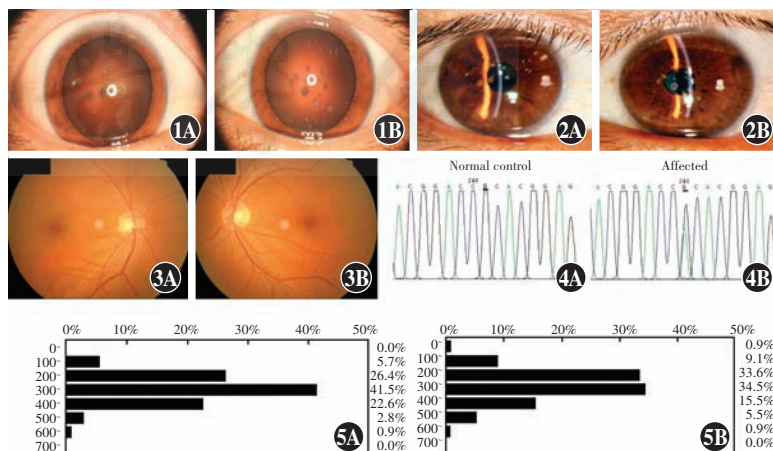 1A
1B
2A
2B
3A
3B
Normal control
240
A C G G A C C G C A C G G A G
4A
Affected
240
A C G G A C C C A C G G A G
4B
0% 10% 20% 30% 40% 50%
0~ 0.0%
100~ 5.7%
200~ 26.4%
300~ 41.5%
400~ 22.6%
500~ 2.8%
600~ 0.9%
700~ 0.0%
5A
0% 10% 20% 30% 40% 50%
0~ 0.9%
100~ 9.1%
200~ 33.6%
300~ 34.5%
400~ 15.5%
500~ 5.5%
600~ 0.9%
700~ 0.0%
5B